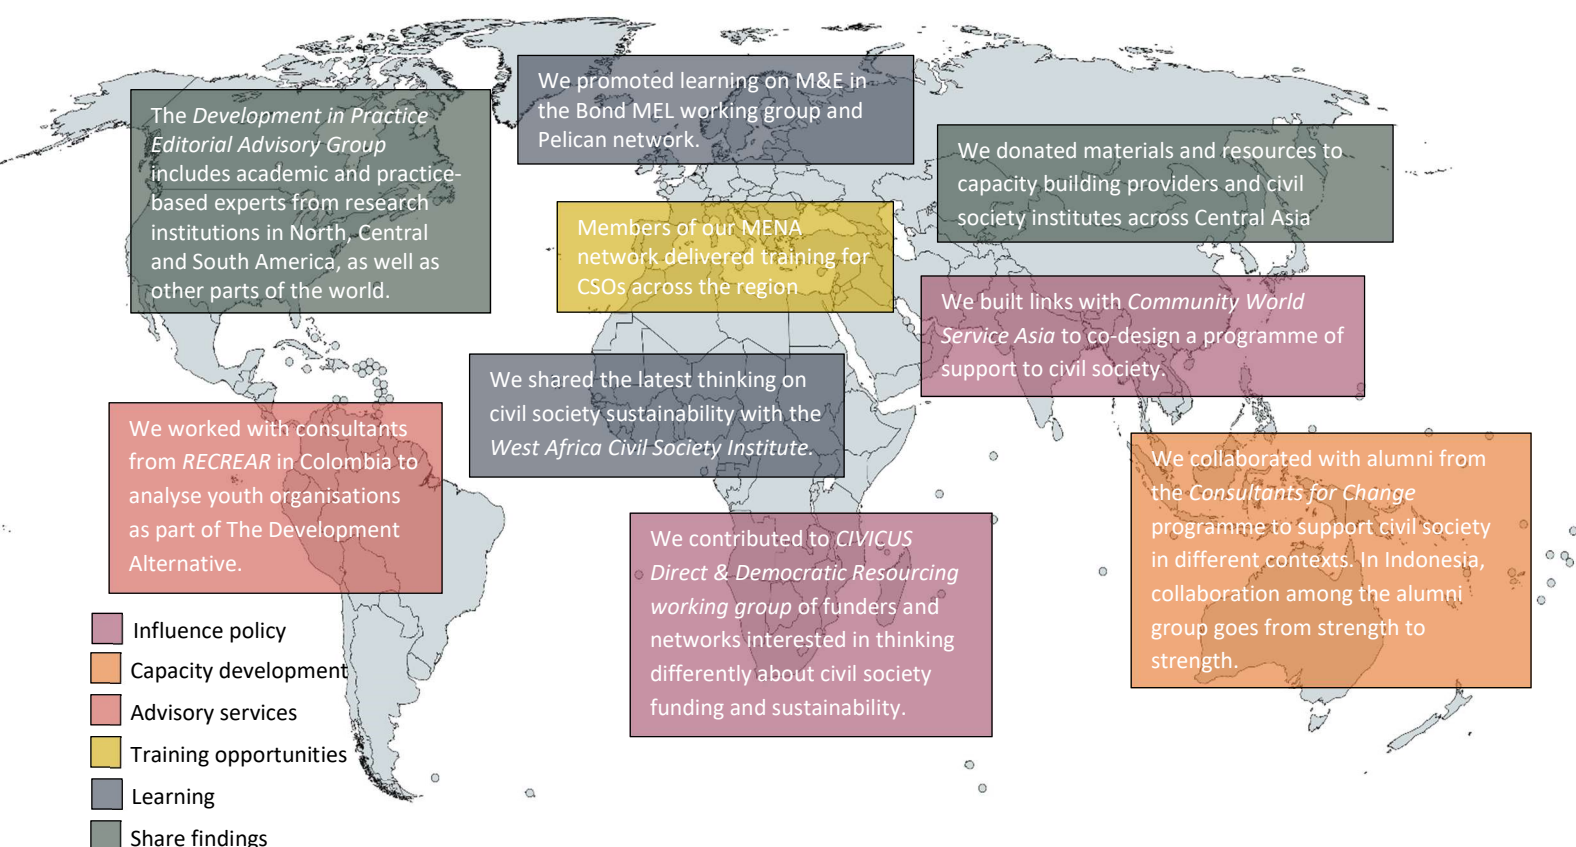 The Development in Practice
Editorial Advisory Group
includes academic and practice-
based experts from research
institutions in North, Central
and South America, as well as
other parts of the world.
We promoted learning on M&E in
the Bond MEL working group and
Pelican network.
We donated materials and resources to
capacity building providers and civil
society institutes across Central Asia
Members of our MENA
network delivered training for
CSOs across the region
We built links with Community World
Service Asia to co-design a programme of
support to civil society.
We shared the latest thinking on
civil society sustainability with the
West Africa Civil Society Institute.
We worked with consultants
from RECREAR in Colombia to
analyse youth organisations
as part of The Development
Alternative.
We collaborated with alumni from
the Consultants for Change
programme to support civil society
in different contexts. In Indonesia,
collaboration among the alumni
group goes from strength to
strength.
We contributed to CIVICUS
Direct & Democratic Resourcing
working group of funders and
networks interested in thinking
differently about civil society
funding and sustainability.
Influence policy
Capacity development
Advisory services
Training opportunities
Learning
Share findings